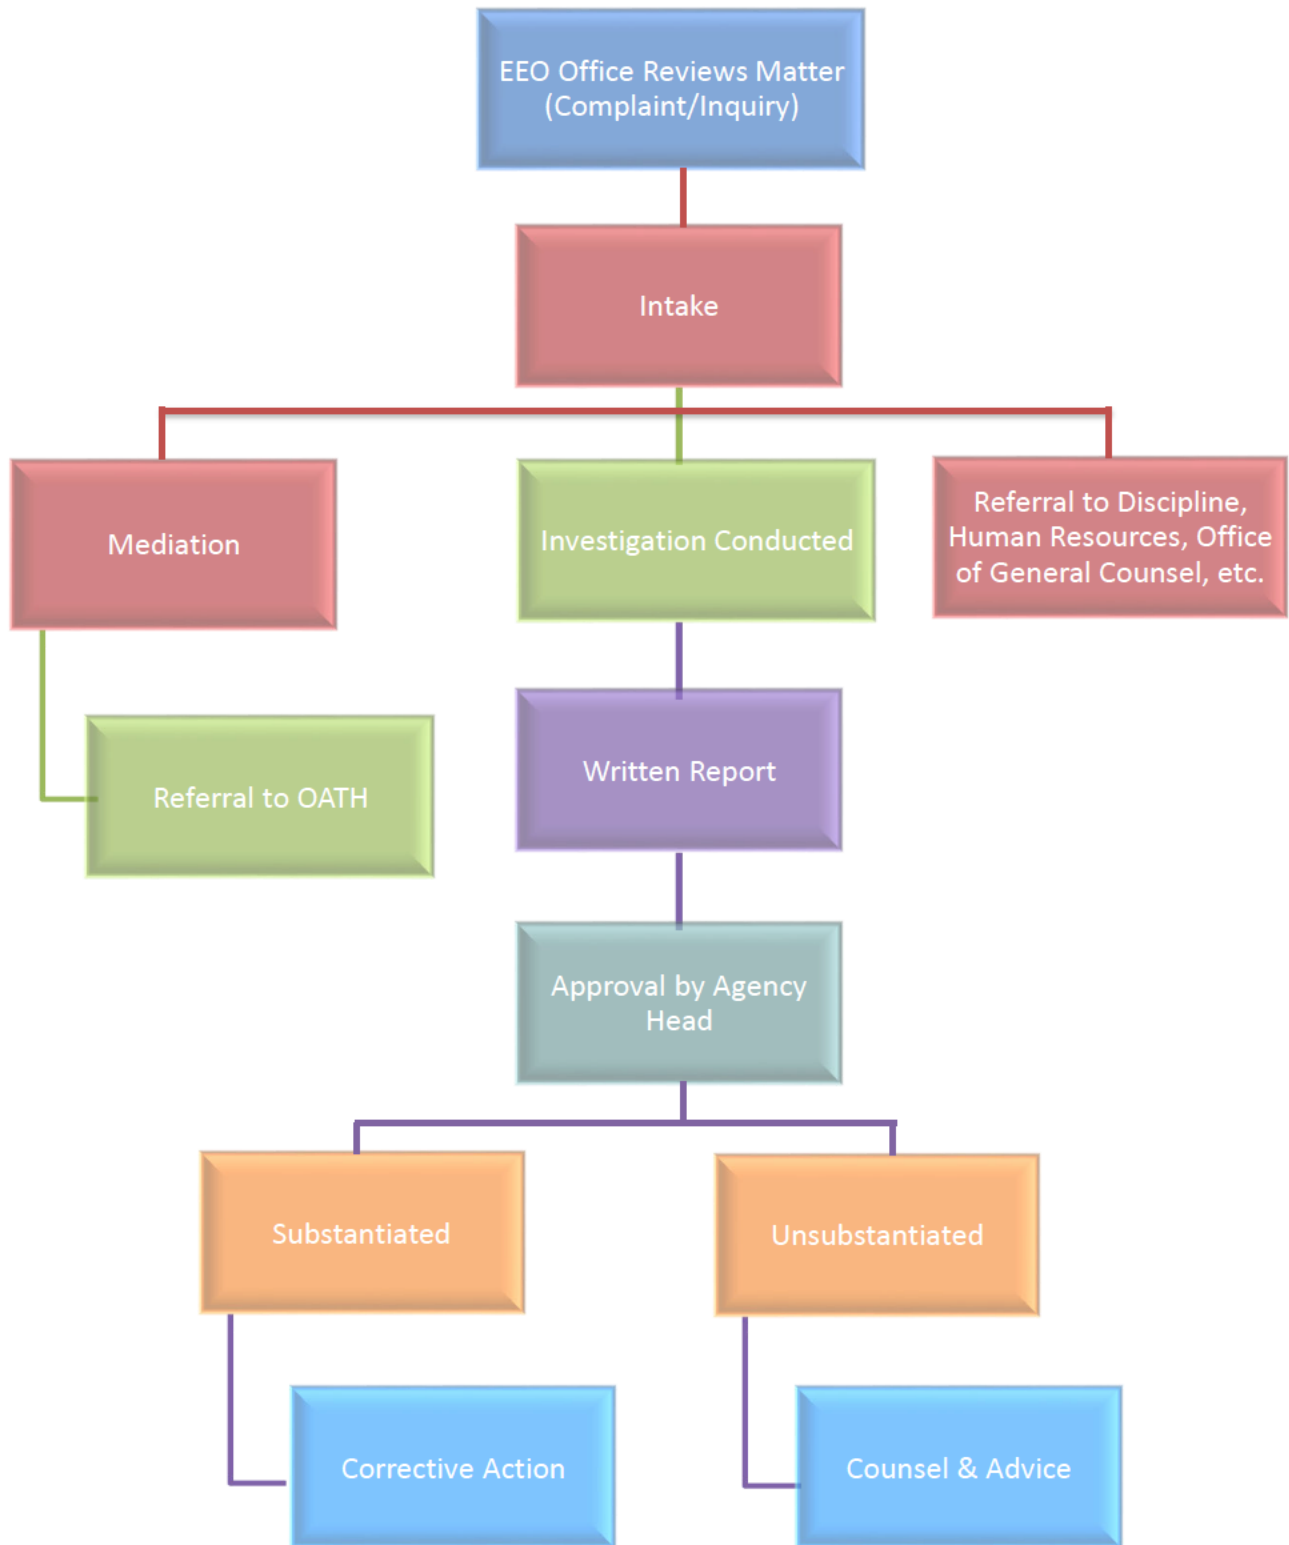 EEO Office Reviews Matter
(Complaint/Inquiry)
Intake
Mediation
Investigation Conducted
Referral to Discipline,
Human Resources, Office
of General Counsel, etc.
Referral to OATH
Written Report
Approval by Agency
Head
Substantiated
Unsubstantiated
Corrective Action
Counsel & Advice